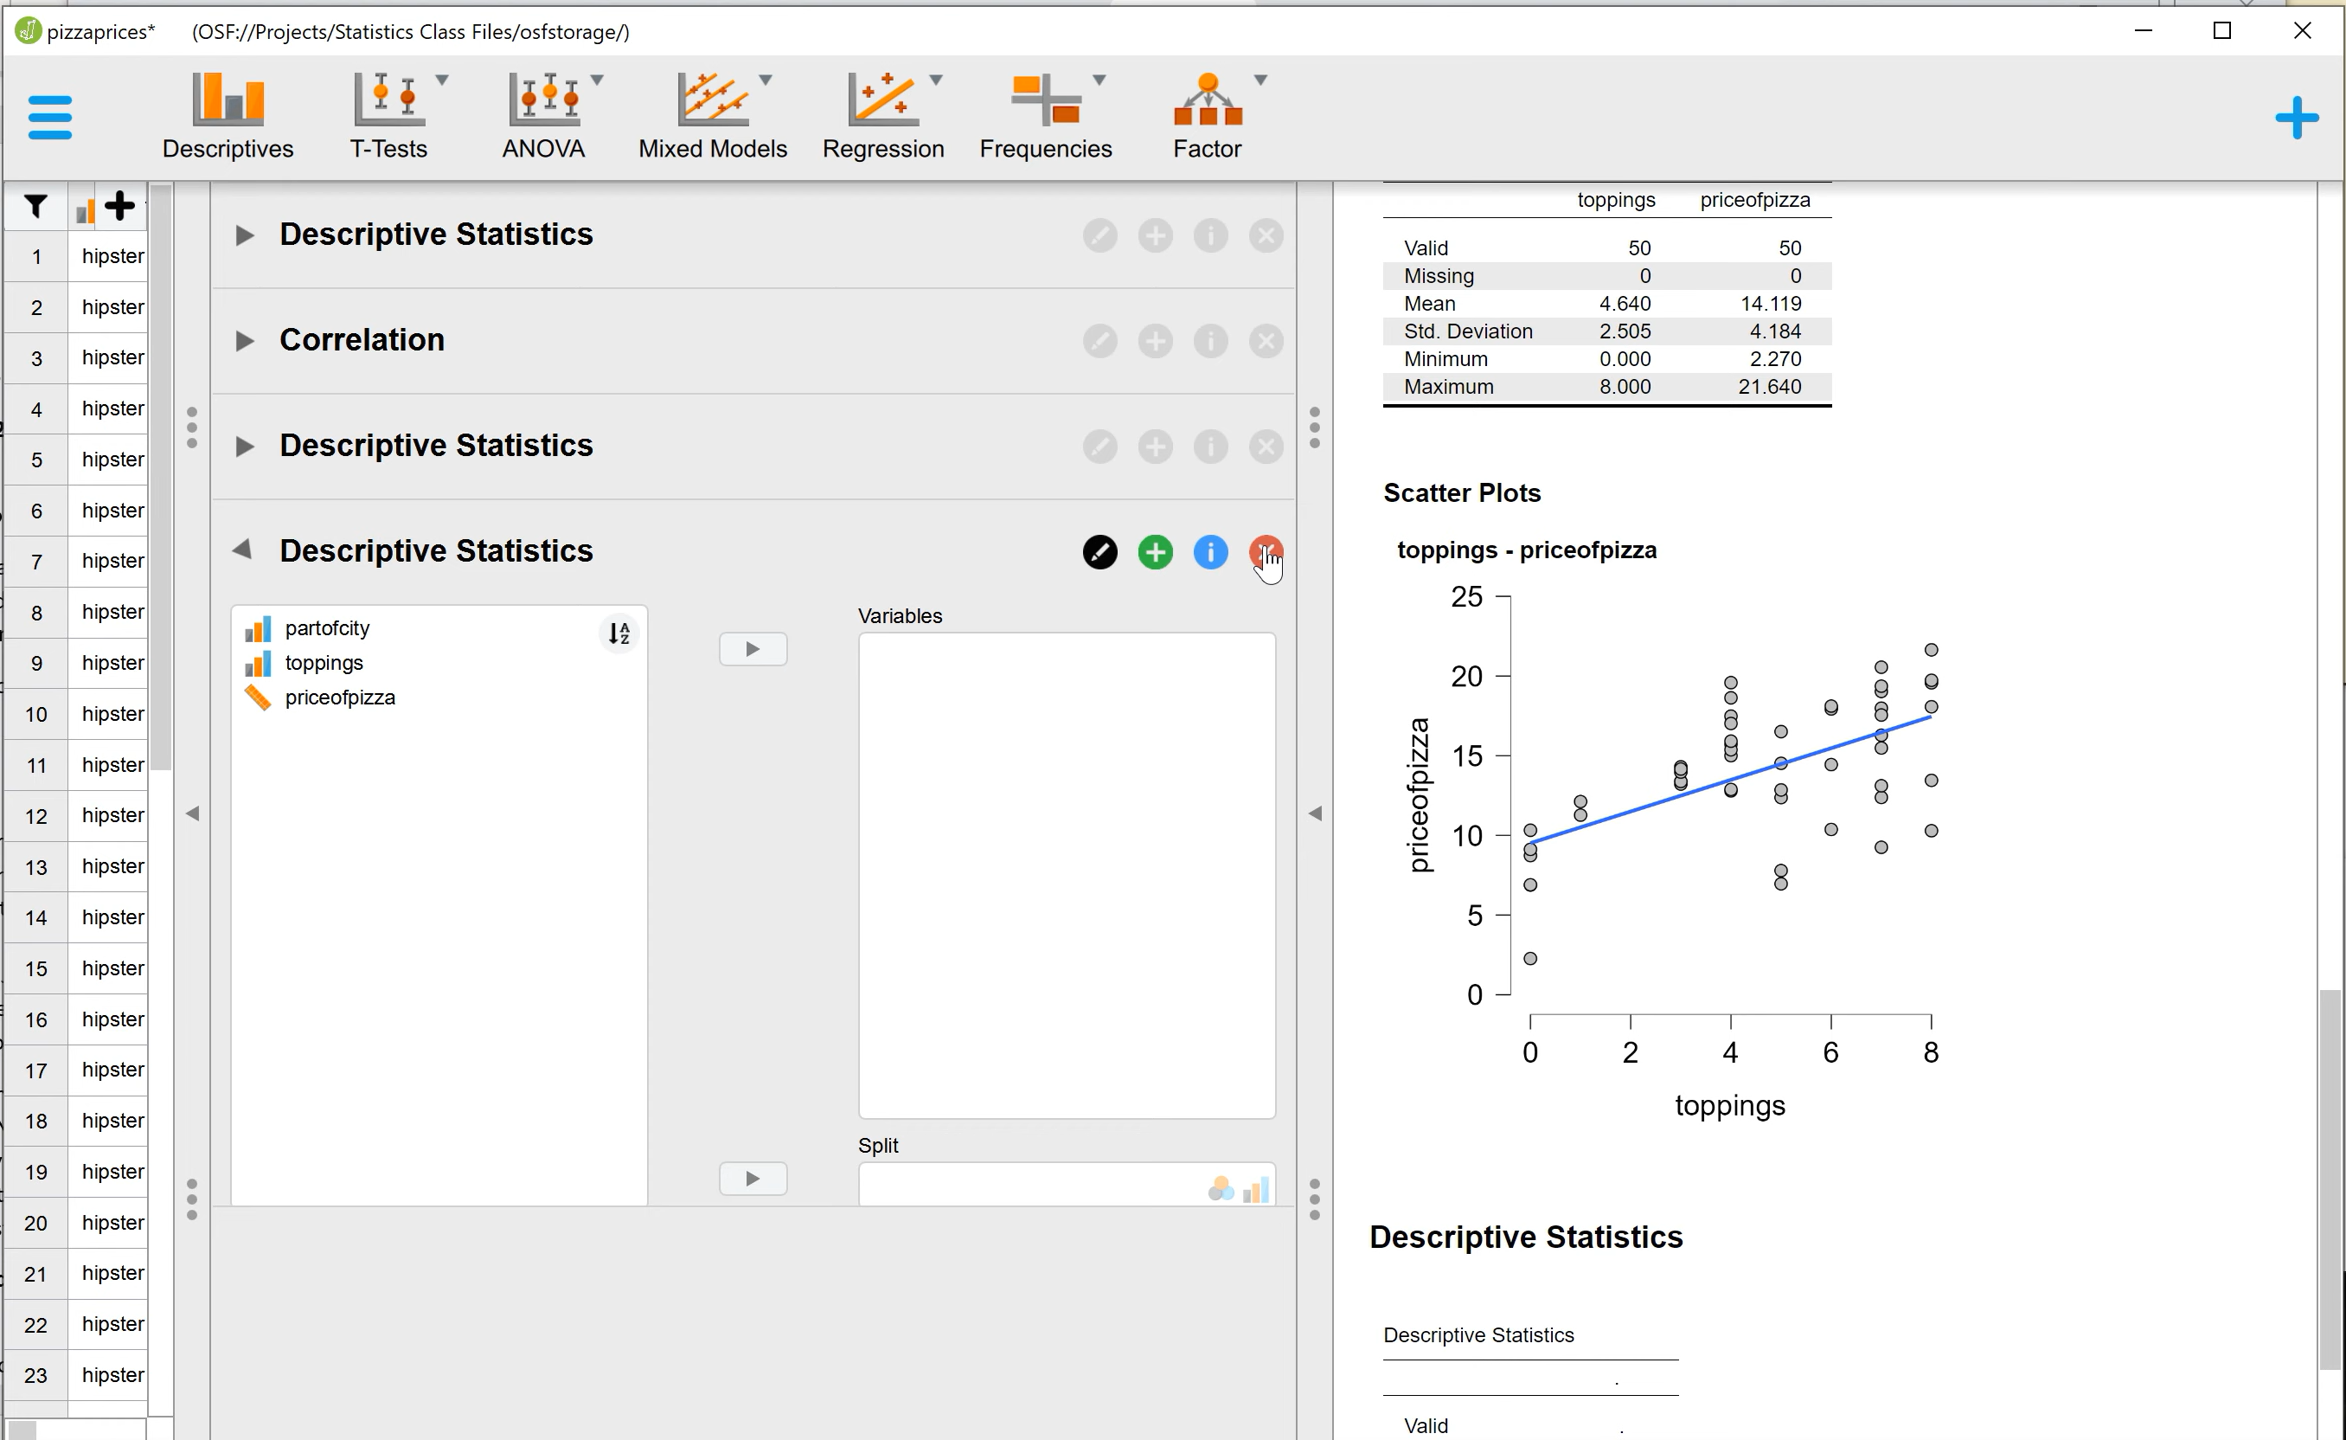 pizzaprices* (OSF://Projects/Statistics Class Files/osfstorage/)
Descriptives T-Tests ANOVA Mixed Models Regression Frequencies Factor
1 hipster
2 hipster
3 hipster
4 hipster
5 hipster
6 hipster
7 hipster
8 hipster
9 hipster
10 hipster
11 hipster
12 hipster
13 hipster
14 hipster
15 hipster
16 hipster
17 hipster
18 hipster
19 hipster
20 hipster
21 hipster
22 hipster
23 hipster
Descriptive Statistics
Correlation
Descriptive Statistics
Descriptive Statistics
partofcity
toppings
priceofpizza
Variables
Split
toppings priceofpizza
Valid 50 50
Missing 0 0
Mean 4.640 14.119
Std. Deviation 2.505 4.184
Minimum 0.000 2.270
Maximum 8.000 21.640
Scatter Plots
toppings - priceofpizza
25
20
15
10
5
0
priceofpizza
0 2 4 6 8
toppings
Descriptive Statistics
Descriptive Statistics
.
Valid .